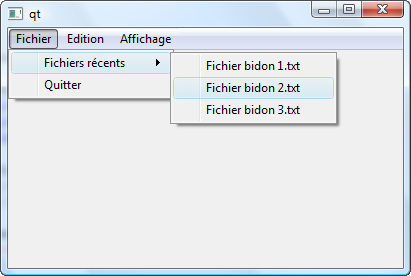 qt
Fichier Edition Affichage
Fichiers récents
Quitter
Fichier bidon 1.txt
Fichier bidon 2.txt
Fichier bidon 3.txt